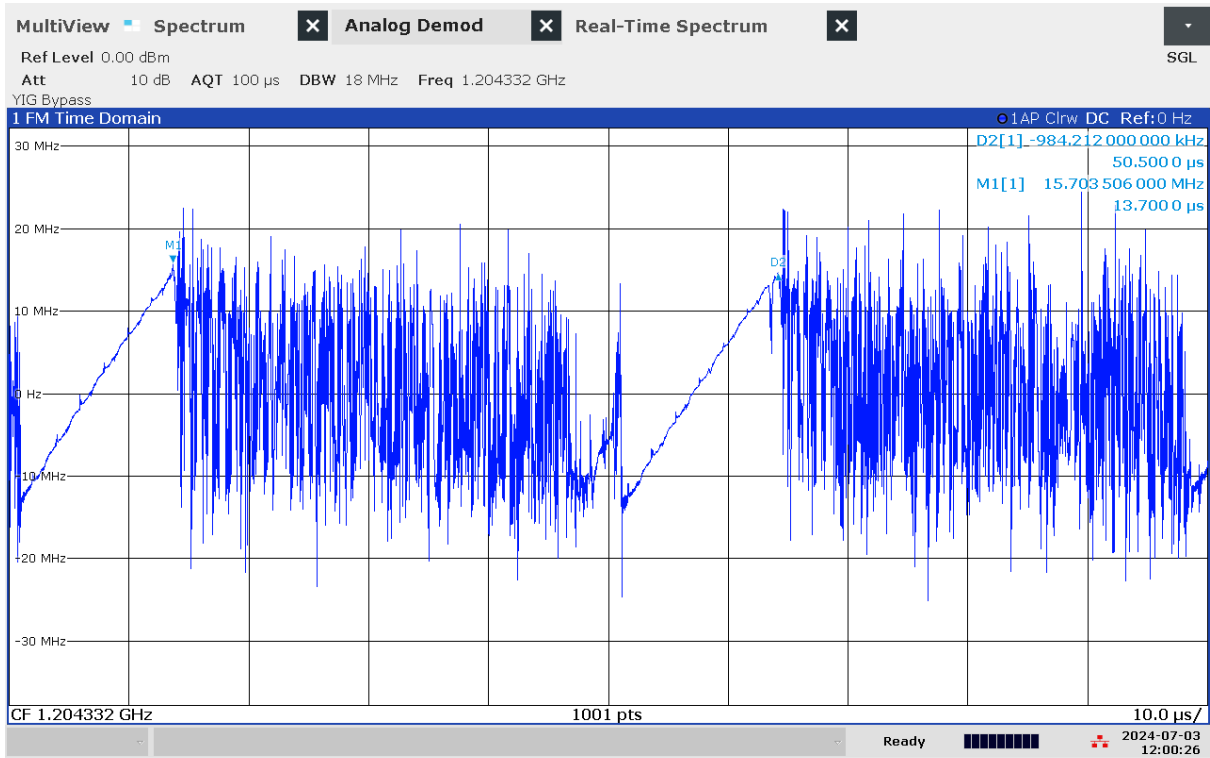 MultiView Spectrum X Analog Demod X Real-Time Spectrum X
Ref Level 0.00 dBm SGL
Att 10 dB AQT 100 µs DBW 18 MHz Freq 1.204332 GHz
YIG Bypass
1 FM Time Domain 1AP Clrw DC Ref:0 Hz
D2[1] -984.212 000 000 kHz
50.500 0 µs
M1[1] 15.703 506 000 MHz
13.700 0 µs
30 MHz
20 MHz
M1
D2
10 MHz
0 Hz
-10 MHz
-20 MHz
-30 MHz
CF 1.204332 GHz 1001 pts 10.0 µs/
Ready 2024-07-03
12:00:26